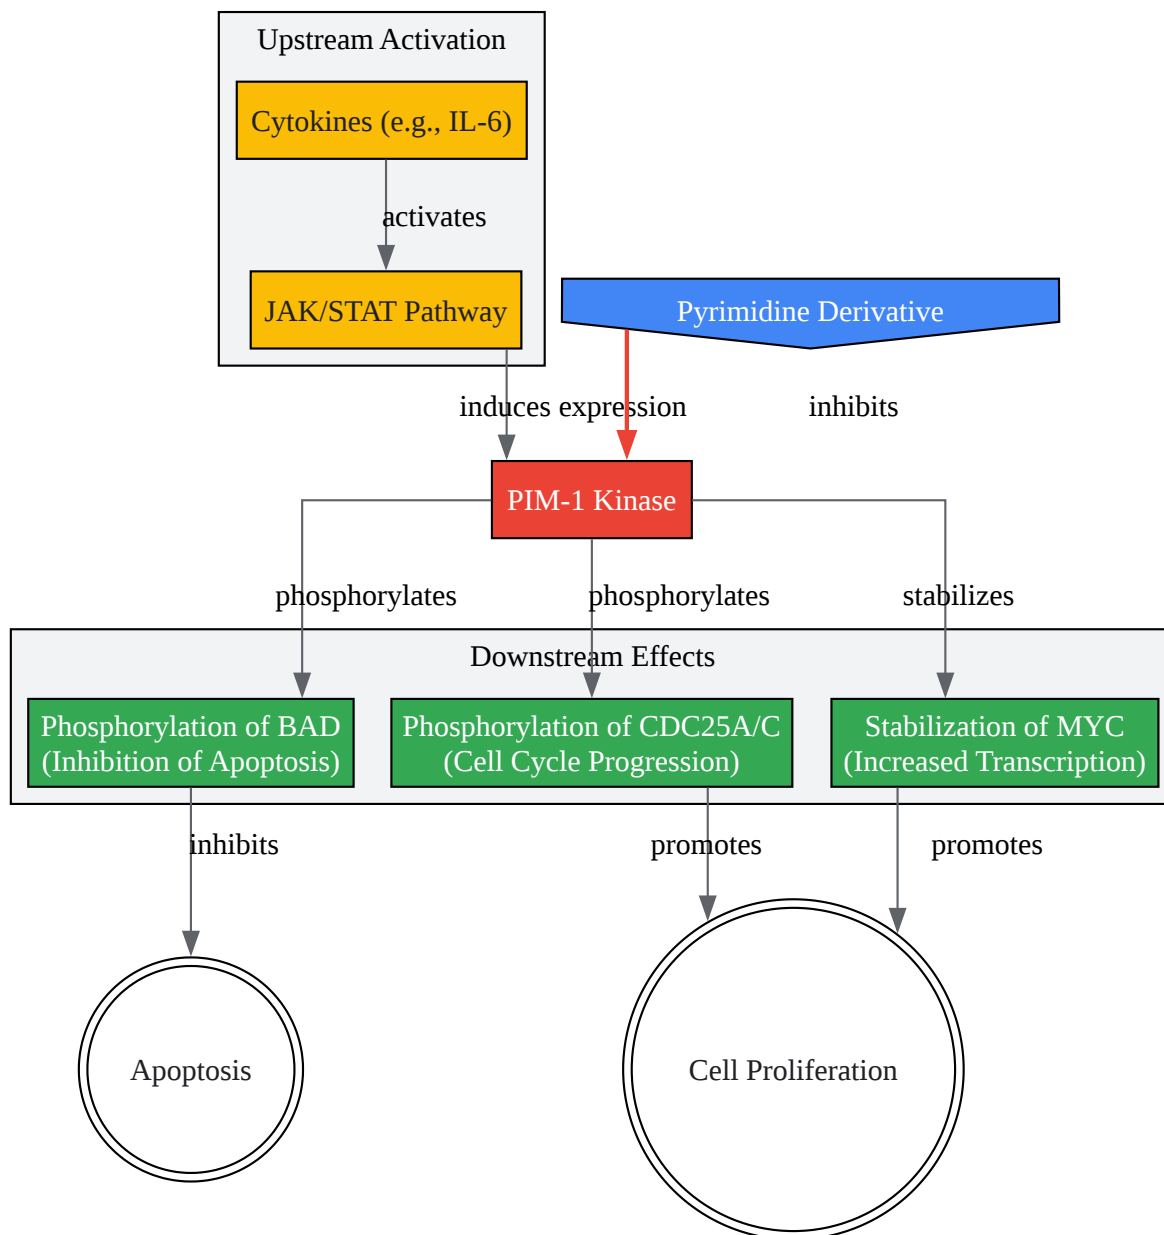 Upstream Activation
Cytokines (e.g., IL-6)
activates
JAK/STAT Pathway
Pyrimidine Derivative
induces expression
inhibits
PIM-1 Kinase
phosphorylates
phosphorylates
stabilizes
Downstream Effects
Phosphorylation of BAD
(Inhibition of Apoptosis)
Phosphorylation of CDC25A/C
(Cell Cycle Progression)
Stabilization of MYC
(Increased Transcription)
inhibits
promotes
promotes
Apoptosis
Cell Proliferation